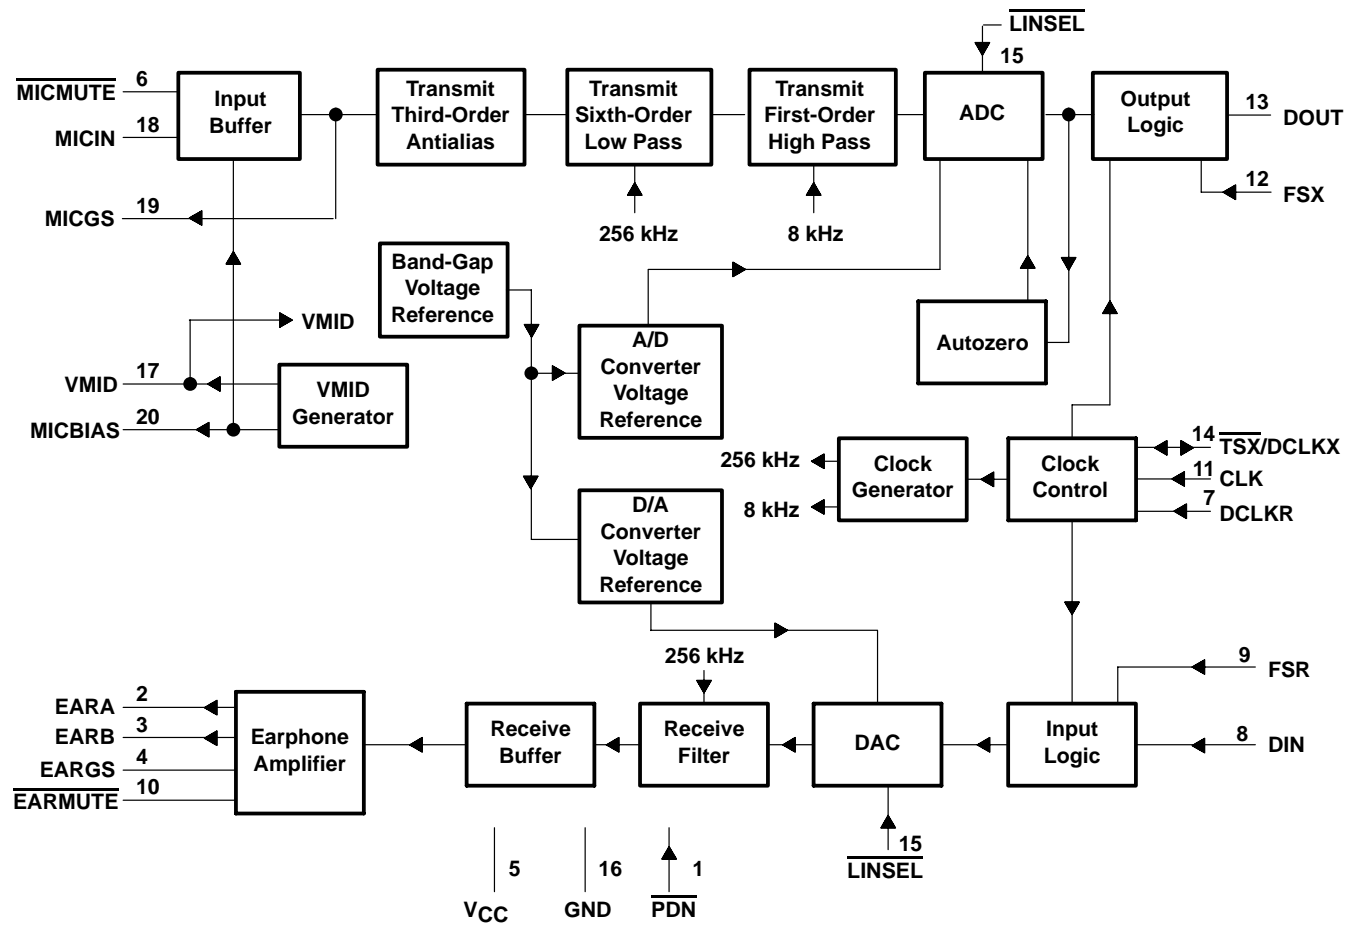 LINSEL
15
MICMUTE
6
MICIN
18
Input
Buffer
Transmit
Third-Order
Antialias
Transmit
Sixth-Order
Low Pass
Transmit
First-Order
High Pass
ADC
Output
Logic
13
DOUT
12
FSX
MICGS
19
256 kHz
8 kHz
Band-Gap
Voltage
Reference
VMID
VMID
17
MICBIAS
20
VMID
Generator
A/D
Converter
Voltage
Reference
Autozero
256 kHz
8 kHz
Clock
Generator
Clock
Control
14
TSX/DCLKX
11
CLK
7
DCLKR
D/A
Converter
Voltage
Reference
256 kHz
EARA
2
EARB
3
EARGS
4
EARMUTE
10
Earphone
Amplifier
Receive
Buffer
Receive
Filter
DAC
Input
Logic
9
FSR
8
DIN
5
VCC
16
GND
1
PDN
15
LINSEL